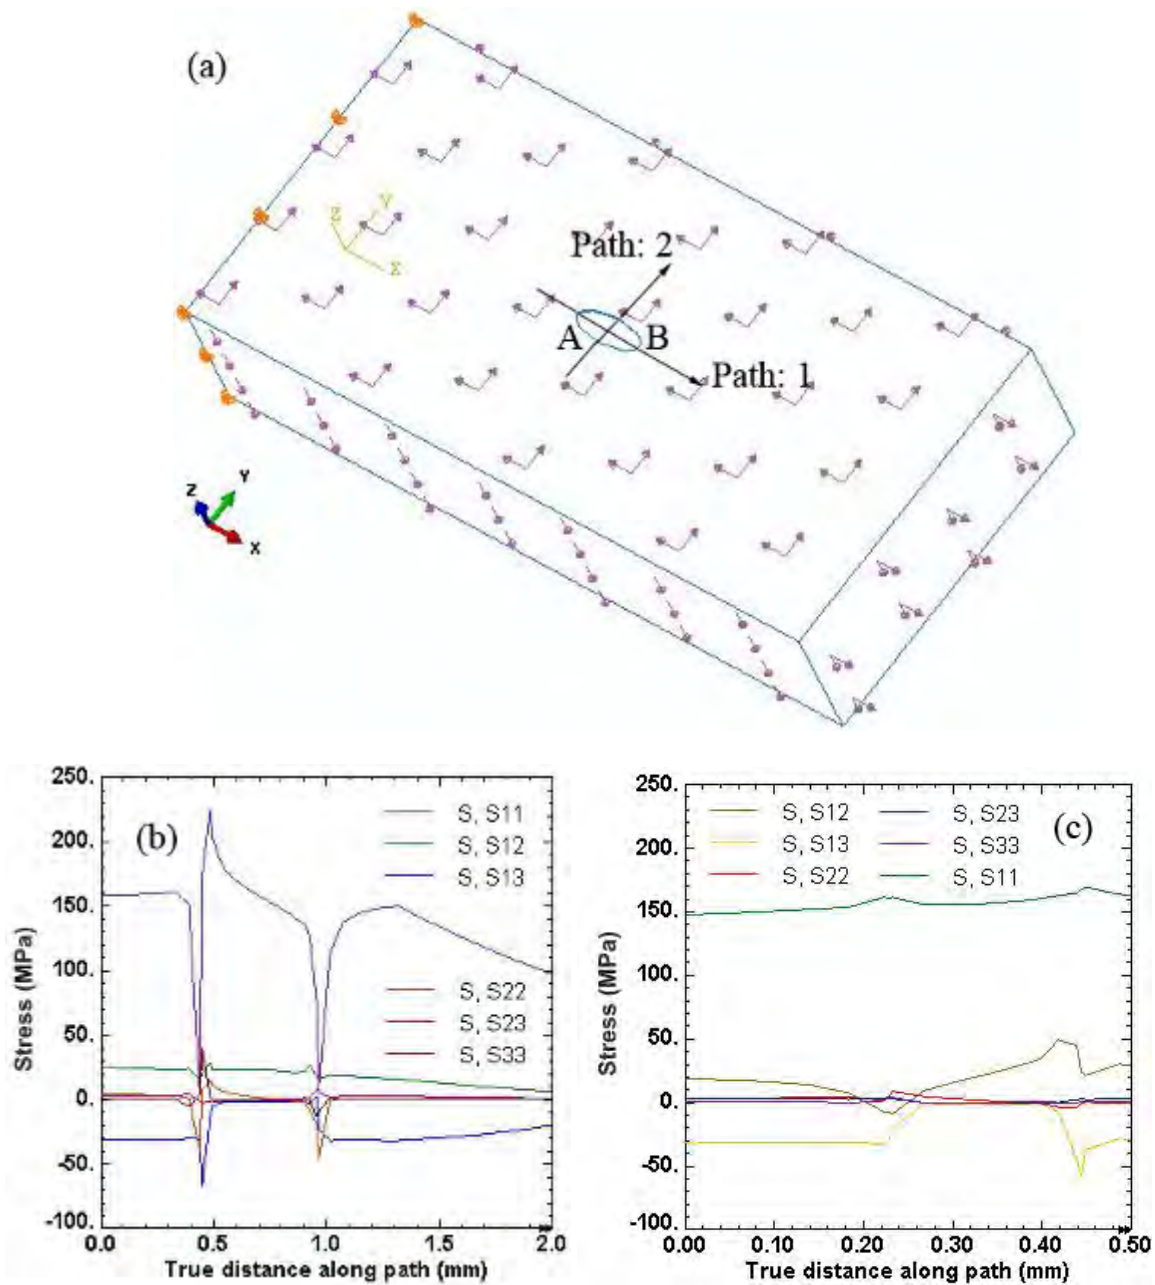 (a)
Z
Y
X
Path: 2
A
B
Path: 1
Z
Y
X
250.
200.
150.
100.
50.
0.
-50.
-100.
Stress (MPa)
(b)
S, S11
S, S12
S, S13
S, S22
S, S23
S, S33
0.0 0.5 1.0 1.5 2.0
True distance along path (mm)
250.
200.
150.
100.
50.
0.
-50.
-100.
Stress (MPa)
S, S12 S, S23
S, S13 S, S33
S, S22 S, S11
(c)
0.00 0.10 0.20 0.30 0.40 0.50
True distance along path (mm)